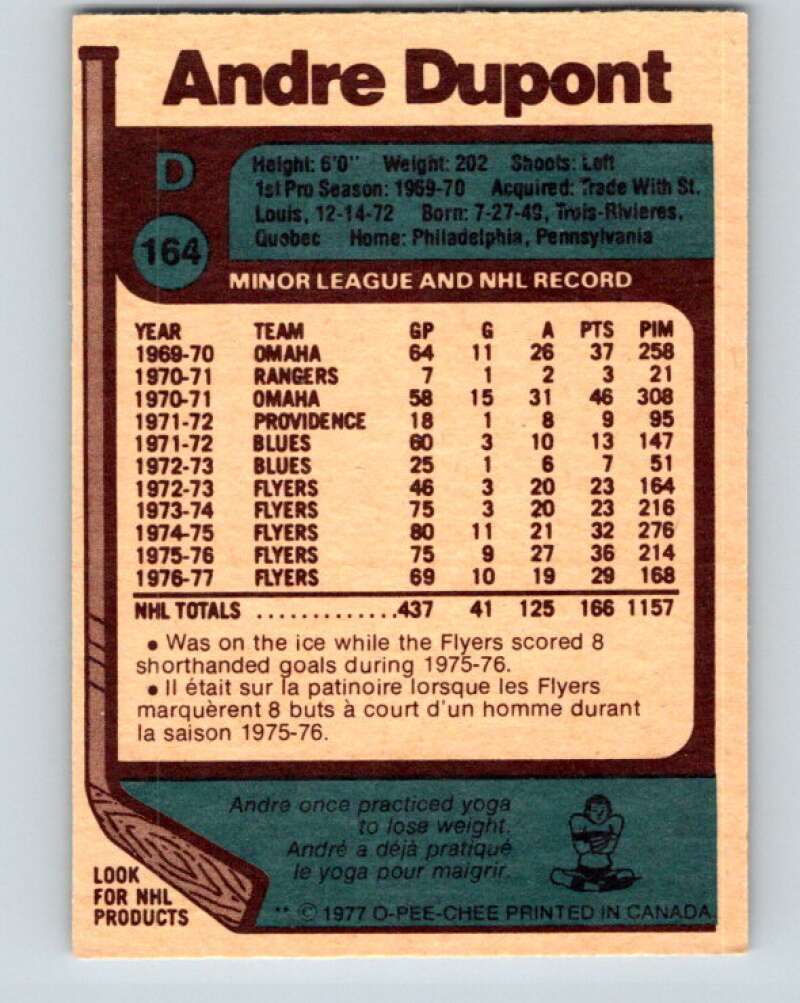 Andre Dupont
D
164
Height: 6'0" Weight: 202 Shoots: Left
1st Pro Season: 1969-70 Acquired: Trade With St.
Louis, 12-14-72 Born: 7-27-49, Trois-Rivieres,
Quebec Home: Philadelphia, Pennsylvania
MINOR LEAGUE AND NHL RECORD
YEAR TEAM GP G A PTS PIM
1969-70 OMAHA 64 11 26 37 258
1970-71 RANGERS 7 1 2 3 21
1970-71 OMAHA 58 15 31 46 308
1971-72 PROVIDENCE 18 1 8 9 95
1971-72 BLUES 60 3 10 13 147
1972-73 BLUES 25 1 6 7 51
1972-73 FLYERS 46 3 20 23 164
1973-74 FLYERS 75 3 20 23 216
1974-75 FLYERS 80 11 21 32 276
1975-76 FLYERS 75 9 27 36 214
1976-77 FLYERS 69 10 19 29 168
NHL TOTALS ..............437 41 125 166 1157
• Was on the ice while the Flyers scored 8
shorthanded goals during 1975-76.
• Il était sur la patinoire lorsque les Flyers
marquèrent 8 buts à court d'un homme durant
la saison 1975-76.
Andre once practiced yoga
to lose weight.
André a déjà pratiqué
le yoga pour maigrir.
LOOK
FOR NHL
PRODUCTS
** © 1977 O-PEE-CHEE PRINTED IN CANADA